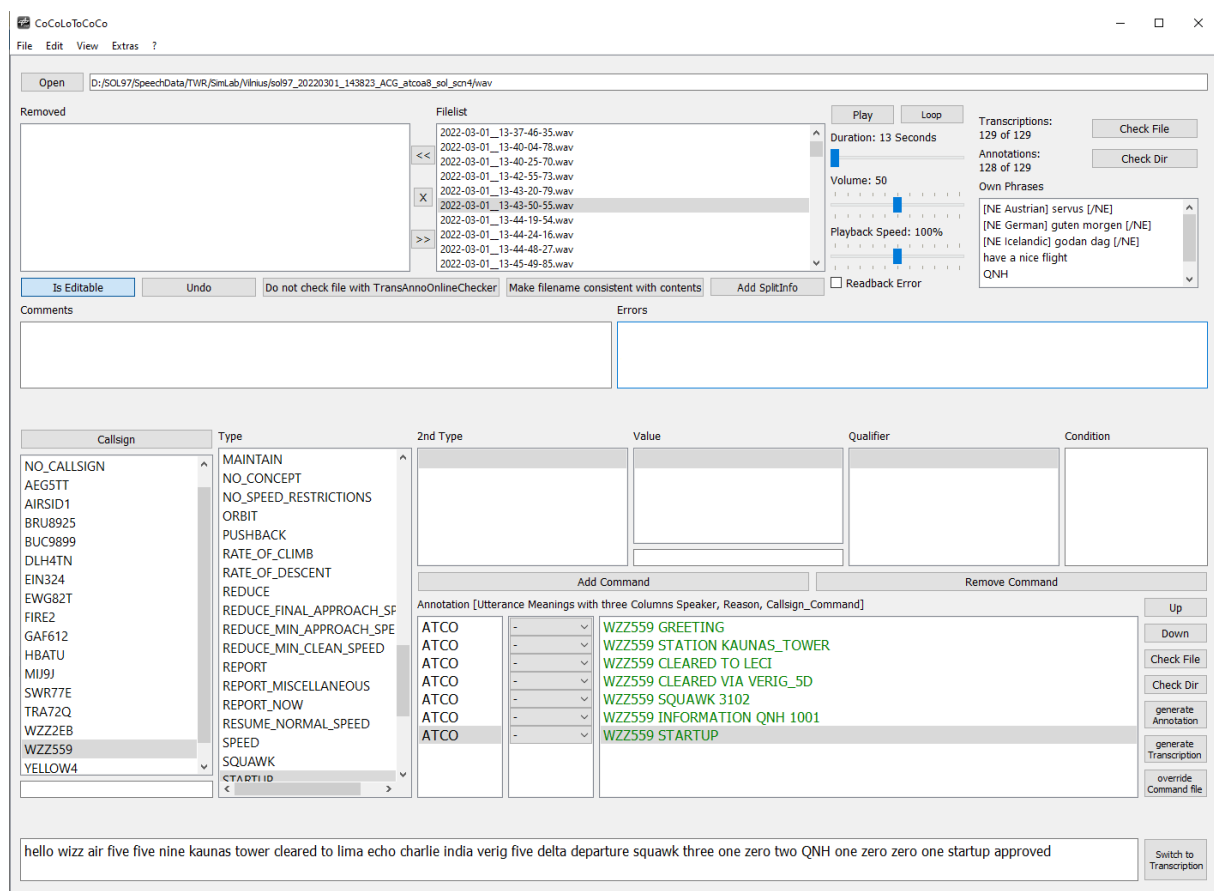 CoCoLoToCoCo
File Edit View Extras ?
Open D:/SOL97/SpeechData/TWR/SimLab/Vilnius/sol97_20220301_143823_ACG_atcoa8_sol_scn4/wav
Removed
Filelist
2022-03-01__13-37-46-35.wav
2022-03-01__13-40-04-78.wav
2022-03-01__13-40-25-70.wav
2022-03-01__13-42-55-73.wav
2022-03-01__13-43-20-79.wav
2022-03-01__13-43-50-55.wav
2022-03-01__13-44-19-54.wav
2022-03-01__13-44-24-16.wav
2022-03-01__13-44-48-27.wav
2022-03-01__13-45-49-85.wav
<<
X
>>
Play Loop
Duration: 13 Seconds
Volume: 50
Playback Speed: 100%
Readback Error
Transcriptions:
129 of 129
Check File
Annotations:
128 of 129
Check Dir
Own Phrases
[NE Austrian] servus [/NE]
[NE German] guten morgen [/NE]
[NE Icelandic] godan dag [/NE]
have a nice flight
QNH
Is Editable Undo Do not check file with TransAnnoOnlineChecker Make filename consistent with contents Add SplitInfo
Comments
Errors
Callsign
NO_CALLSIGN
AEG5TT
AIRSID1
BRU8925
BUC9899
DLH4TN
EIN324
EWG82T
FIRE2
GAF612
HBATU
MIJ9J
SWR77E
TRA72Q
WZZ2EB
WZZ559
YELLOW4
Type
MAINTAIN
NO_CONCEPT
NO_SPEED_RESTRICTIONS
ORBIT
PUSHBACK
RATE_OF_CLIMB
RATE_OF_DESCENT
REDUCE
REDUCE_FINAL_APPROACH_SP
REDUCE_MIN_APPROACH_SPE
REDUCE_MIN_CLEAN_SPEED
REPORT
REPORT_MISCELLANEOUS
REPORT_NOW
RESUME_NORMAL_SPEED
SPEED
SQUAWK
STARTUP
2nd Type Value Qualifier Condition
Add Command Remove Command
Annotation [Utterance Meanings with three Columns Speaker, Reason, Callsign_Command]
ATCO - WZZ559 GREETING
ATCO - WZZ559 STATION KAUNAS_TOWER
ATCO - WZZ559 CLEARED TO LECI
ATCO - WZZ559 CLEARED VIA VERIG_5D
ATCO - WZZ559 SQUAWK 3102
ATCO - WZZ559 INFORMATION QNH 1001
ATCO - WZZ559 STARTUP
Up
Down
Check File
Check Dir
generate
Annotation
generate
Transcription
override
Command file
hello wizz air five five nine kaunas tower cleared to lima echo charlie india verig five delta departure squawk three one zero two QNH one zero zero one startup approved
Switch to
Transcription